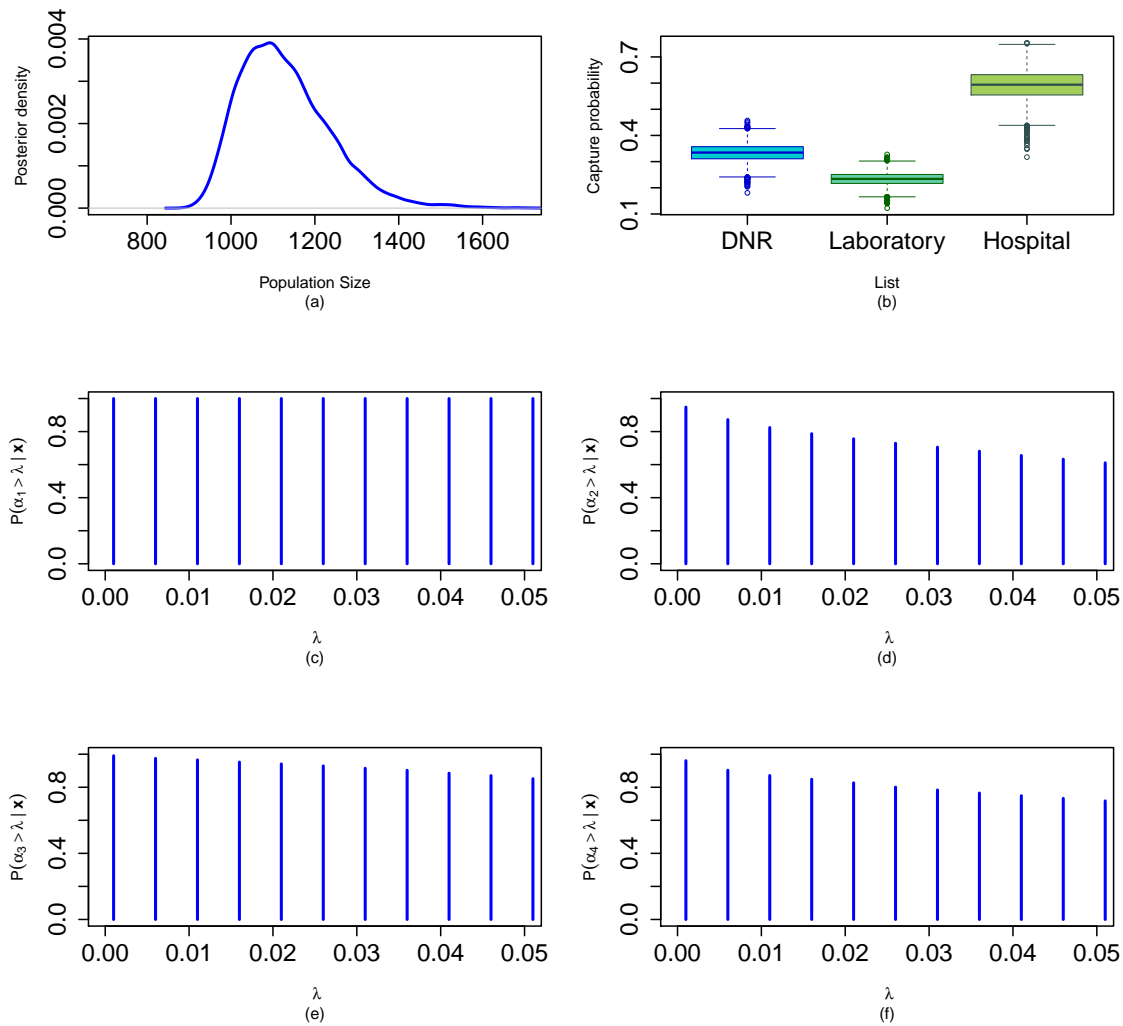 Posterior density
0.000 0.002 0.004
800 1000 1200 1400 1600
Population Size
(a)
Capture probability
0.1 0.4 0.7
DNR Laboratory Hospital
List
(b)
P(α1 > λ | x)
0.0 0.4 0.8
0.00 0.01 0.02 0.03 0.04 0.05
λ
(c)
P(α2 > λ | x)
0.0 0.4 0.8
0.00 0.01 0.02 0.03 0.04 0.05
λ
(d)
P(α3 > λ | x)
0.0 0.4 0.8
0.00 0.01 0.02 0.03 0.04 0.05
λ
(e)
P(α4 > λ | x)
0.0 0.4 0.8
0.00 0.01 0.02 0.03 0.04 0.05
λ
(f)